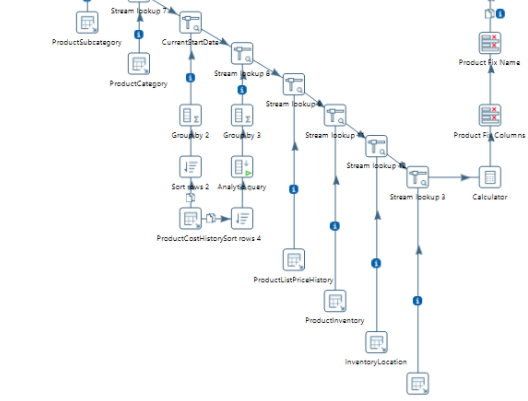 Stream lookup 7
ProductSubcategory
CurrentStartDate
Product Fix Name
Stream lookup 8
ProductCategory
Stream lookup
Group by 2
Group by 3
Stream lookup
Product Fix Columns
Stream lookup
Sort rows 2
Analytic query
Stream lookup 3
Calculator
ProductCostHistory
Sort rows 4
ProductListPriceHistory
ProductInventory
InventoryLocation